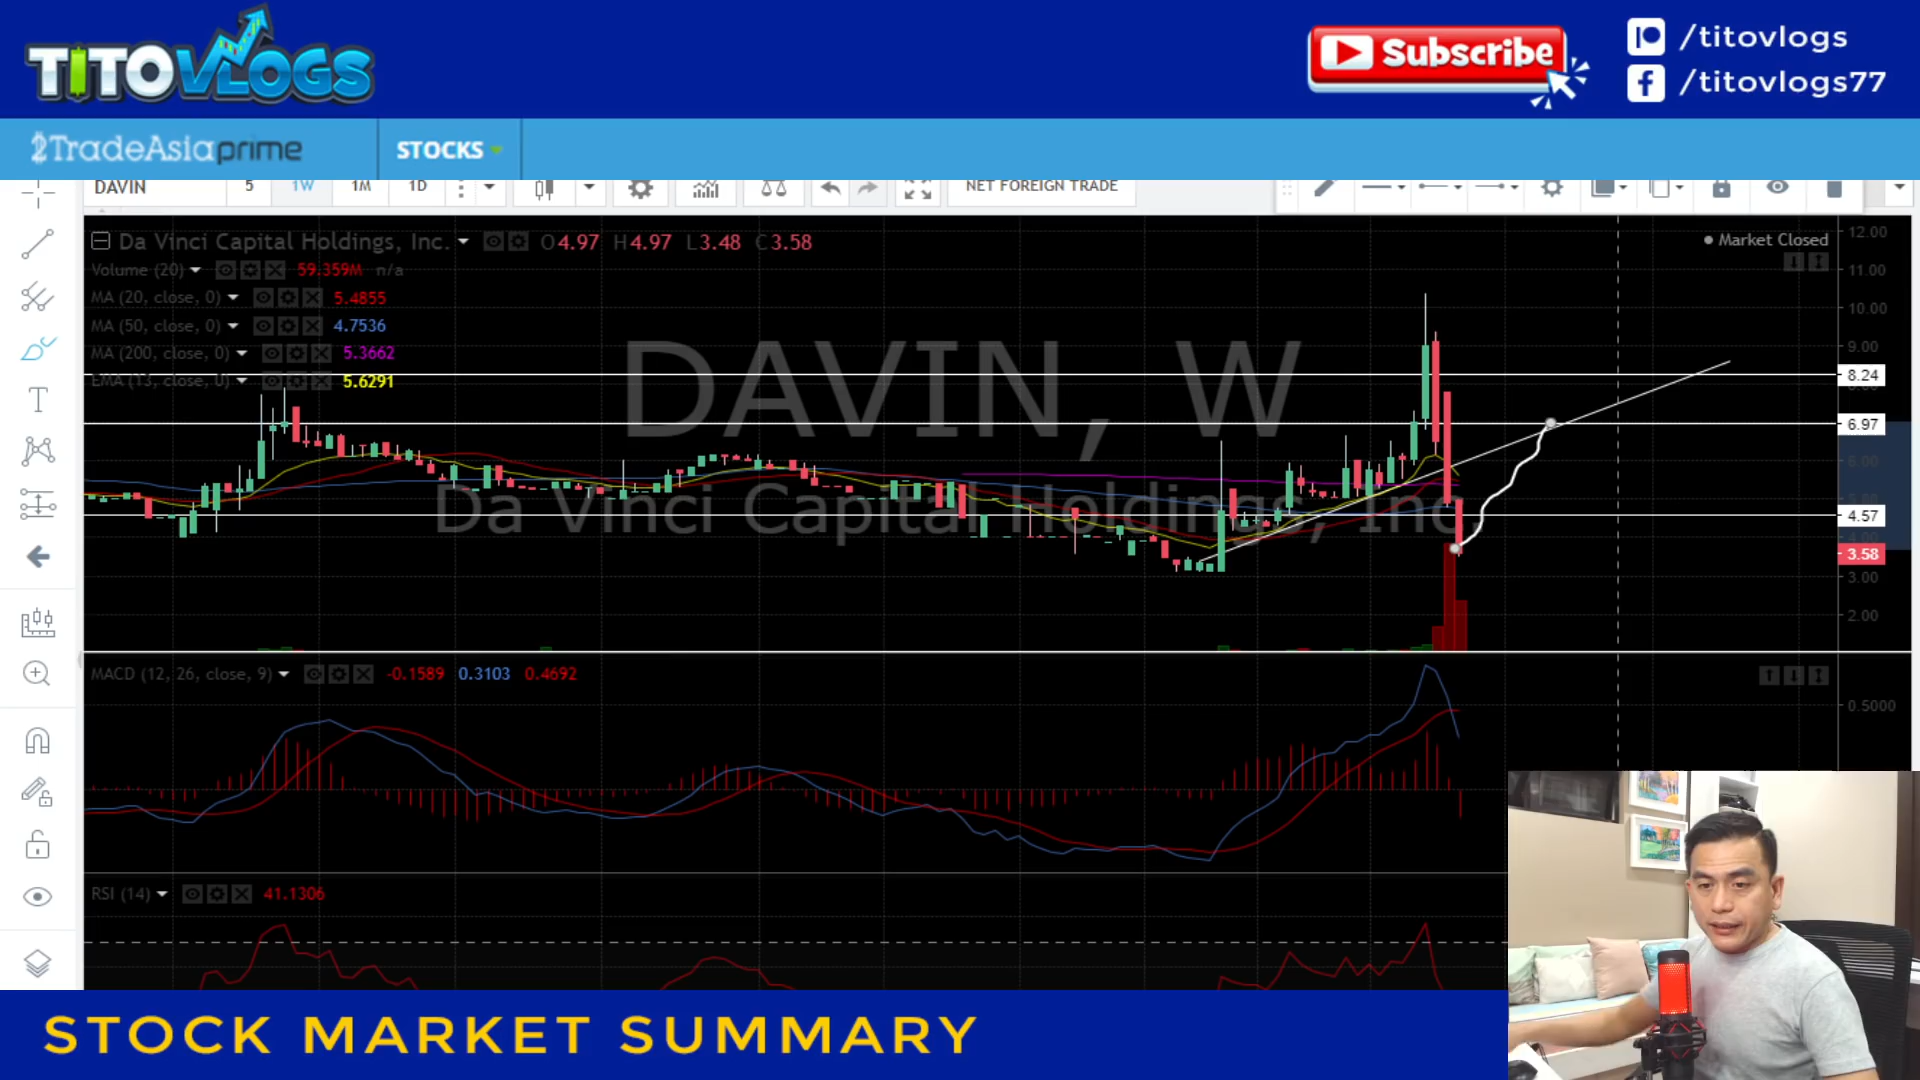 TITOVLOGS
Subscribe
/titovlogs
/titovlogs77
2TradeAsiaprime
STOCKS
DAVIN
5
1W
1M
1D
NET FOREIGN TRADE
Da Vinci Capital Holdings, Inc.
O4.97 H4.97 L3.48 C3.58
Market Closed
Volume (20) 59.359M n/a
MA (20, close, 0) 5.4855
MA (50, close, 0) 4.7536
MA (200, close, 0) 5.3662
EMA (13, close, 0) 5.6291
DAVIN, W
Da Vinci Capital Holdings, Inc.
12.00
11.00
10.00
9.00
8.24
6.97
6.00
4.57
3.58
3.00
2.00
MACD (12, 26, close, 9) -0.1589 0.3103 0.4692
0.5000
RSI (14) 41.1306
STOCK MARKET SUMMARY